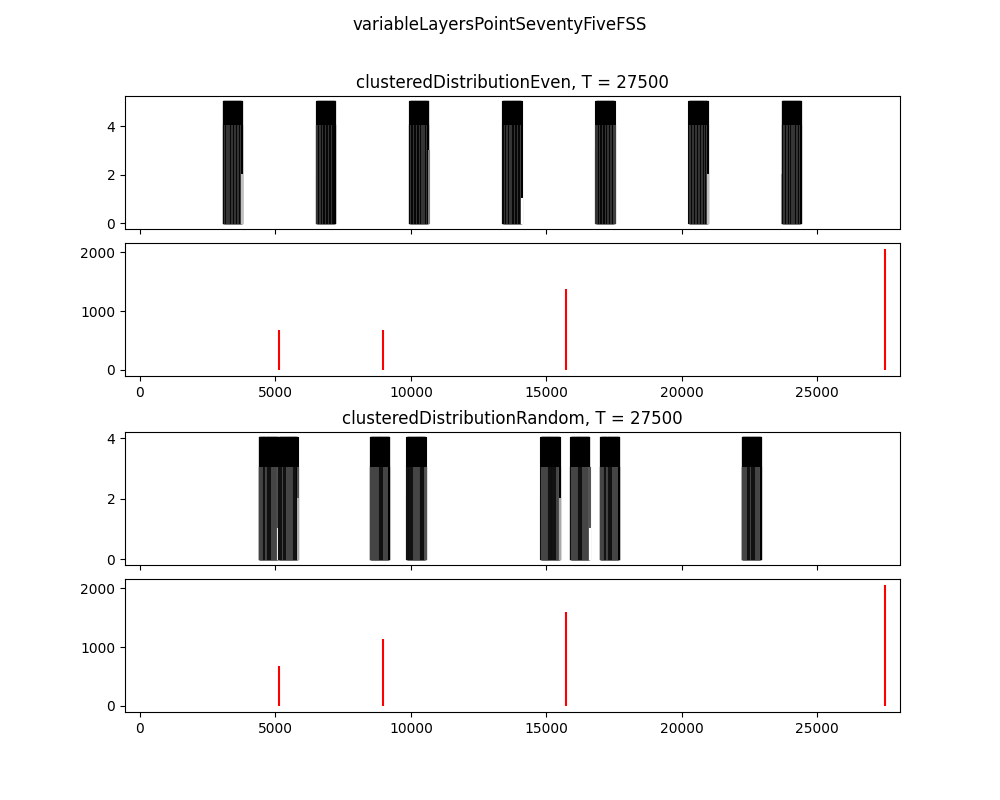 variableLayersPointSeventyFiveFSS
clusteredDistributionEven, T = 27500
4
2
0
2000
1000
0
0 5000 10000 15000 20000 25000
clusteredDistributionRandom, T = 27500
4
2
0
2000
1000
0
0 5000 10000 15000 20000 25000